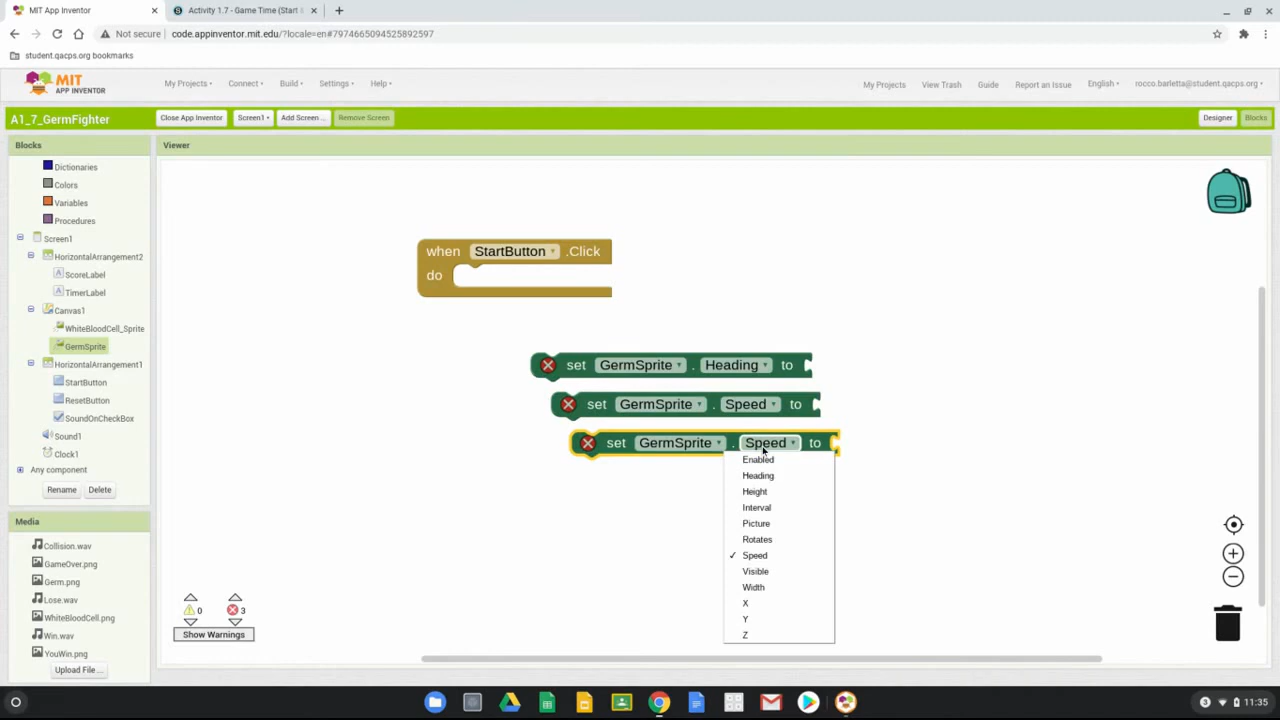 MIT App Inventor
Activity 1.7 - Game Time (Start &
Not secure
code.appinventor.mit.edu/?locale=en#7974665094525892597
student.qacps.org bookmarks
MIT
APP INVENTOR
My Projects
Connect
Build
Settings
Help
My Projects
View Trash
Guide
Report an Issue
English
rocco.barletta@student.qacps.org
A1_7_GermFighter
Close App Inventor
Screen1
Add Screen ...
Remove Screen
Designer
Blocks
Blocks
Viewer
Dictionaries
Colors
Variables
Procedures
Screen1
HorizontalArrangement2
ScoreLabel
TimerLabel
Canvas1
WhiteBloodCell_Sprite
GermSprite
HorizontalArrangement1
StartButton
ResetButton
SoundOnCheckBox
Sound1
Clock1
Any component
Rename
Delete
Media
Collision.wav
GameOver.png
Germ.png
Lose.wav
WhiteBloodCell.png
Win.wav
YouWin.png
Upload File ...
when StartButton .Click
do
set GermSprite . Heading to
set GermSprite . Speed to
set GermSprite . Speed to
Enabled
Heading
Height
Interval
Picture
Rotates
✓ Speed
Visible
Width
X
Y
Z
0
3
Show Warnings
3
11:35